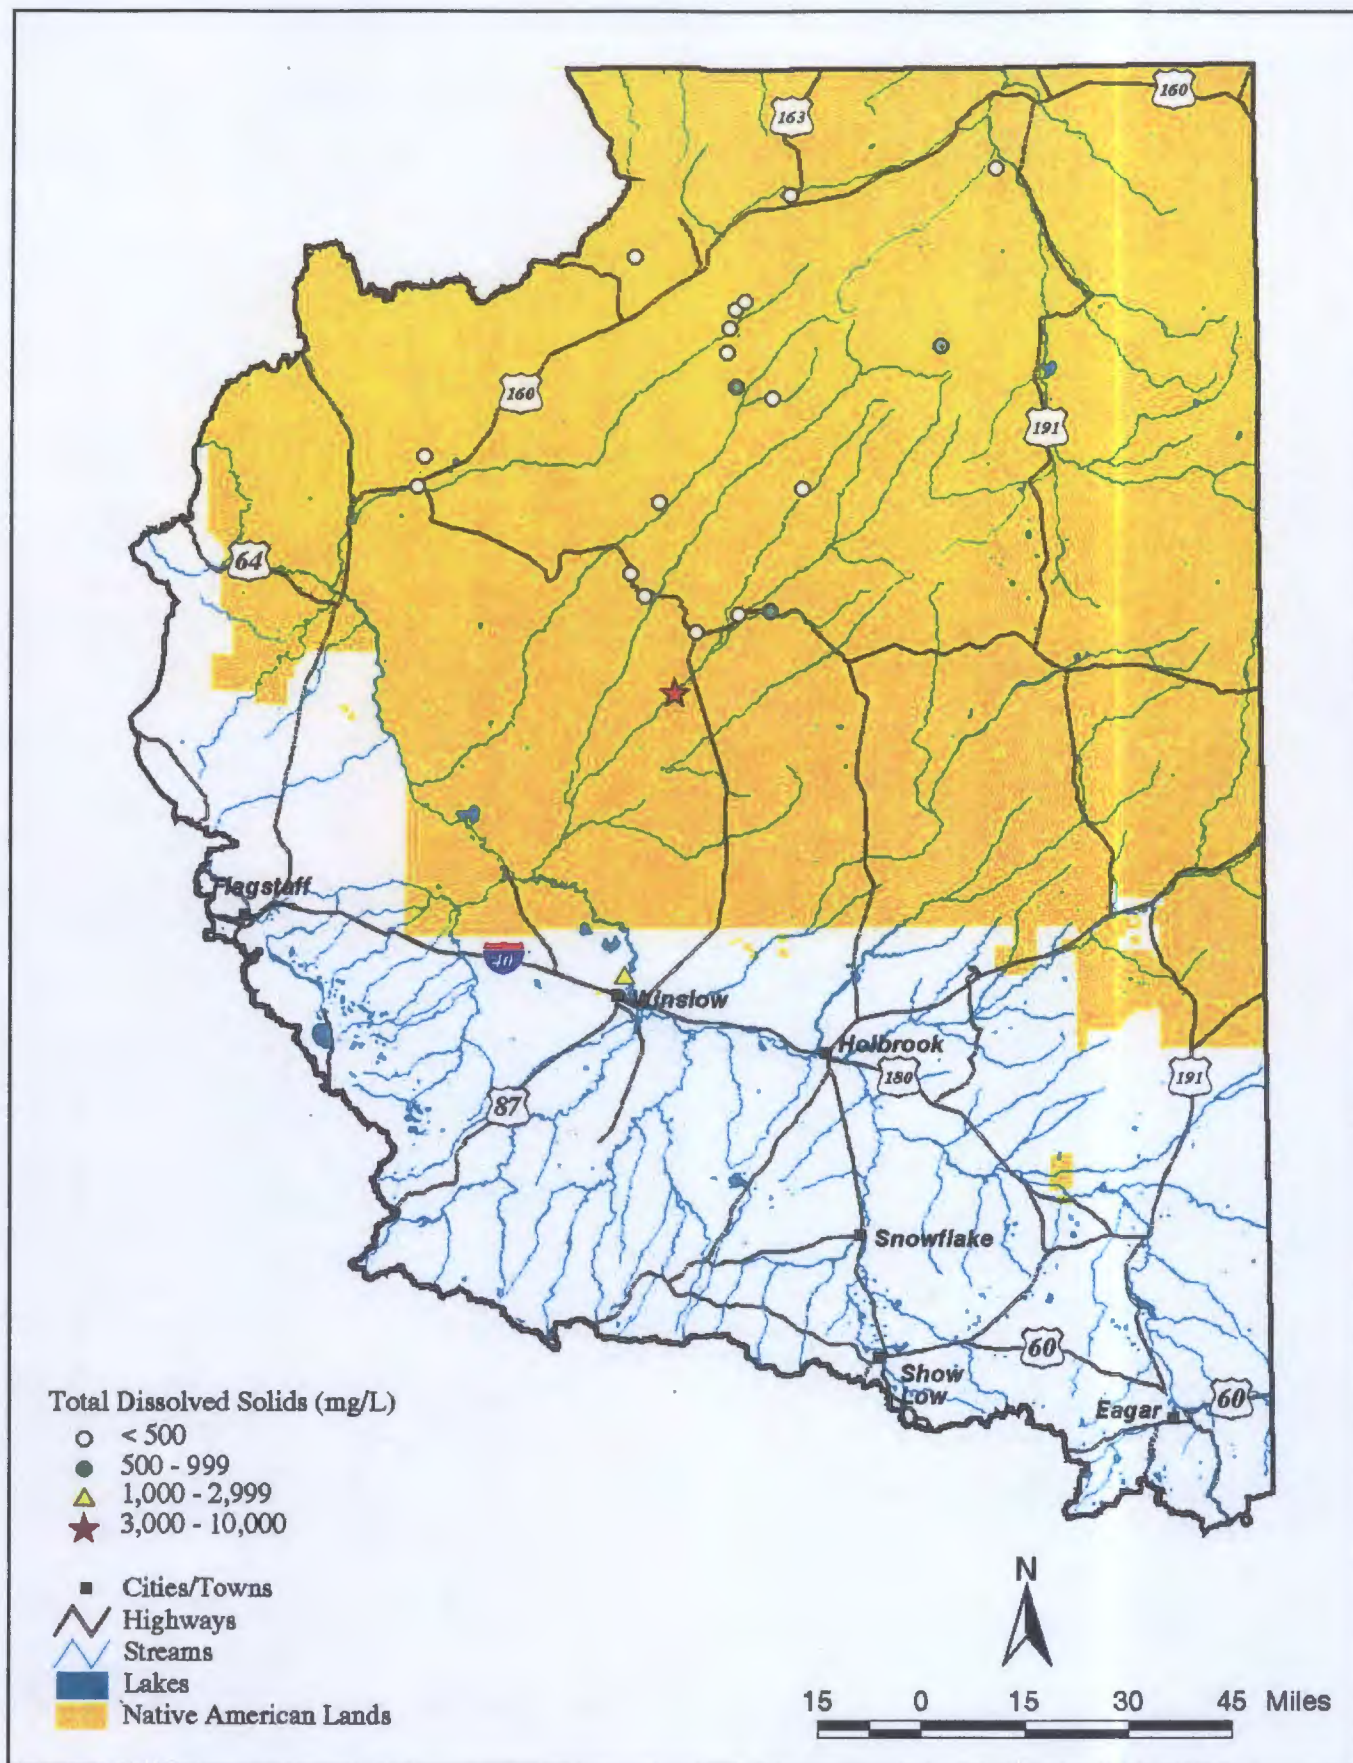 160
163
160
191
64
Flagstaff
40
Winslow
Holbrook
180
191
87
Snowflake
60
Show
Low
60
Eagar
Total Dissolved Solids (mg/L)
< 500
500 - 999
1,000 - 2,999
3,000 - 10,000
Cities/Towns
Highways
Streams
Lakes
Native American Lands
N
15 0 15 30 45 Miles